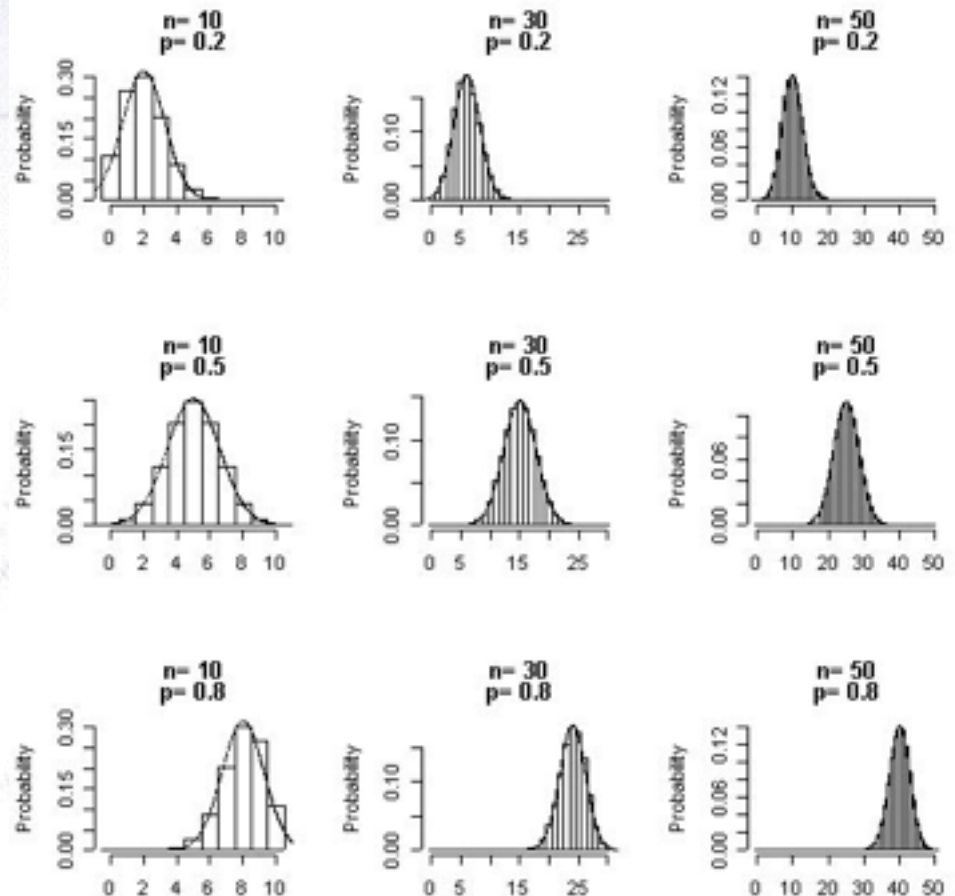 n= 10
p= 0.2
Probability
0.00 0.15 0.30
0 2 4 6 8 10
n= 30
p= 0.2
Probability
0.00 0.10
0 5 15 25
n= 50
p= 0.2
Probability
0.00 0.06 0.12
0 10 20 30 40 50
n= 10
p= 0.5
Probability
0.00 0.15
0 2 4 6 8 10
n= 30
p= 0.5
Probability
0.00 0.10
0 5 15 25
n= 50
p= 0.5
Probability
0.00 0.06
0 10 20 30 40 50
n= 10
p= 0.8
Probability
0.00 0.15 0.30
0 2 4 6 8 10
n= 30
p= 0.8
Probability
0.00 0.10
0 5 15 25
n= 50
p= 0.8
Probability
0.00 0.06 0.12
0 10 20 30 40 50